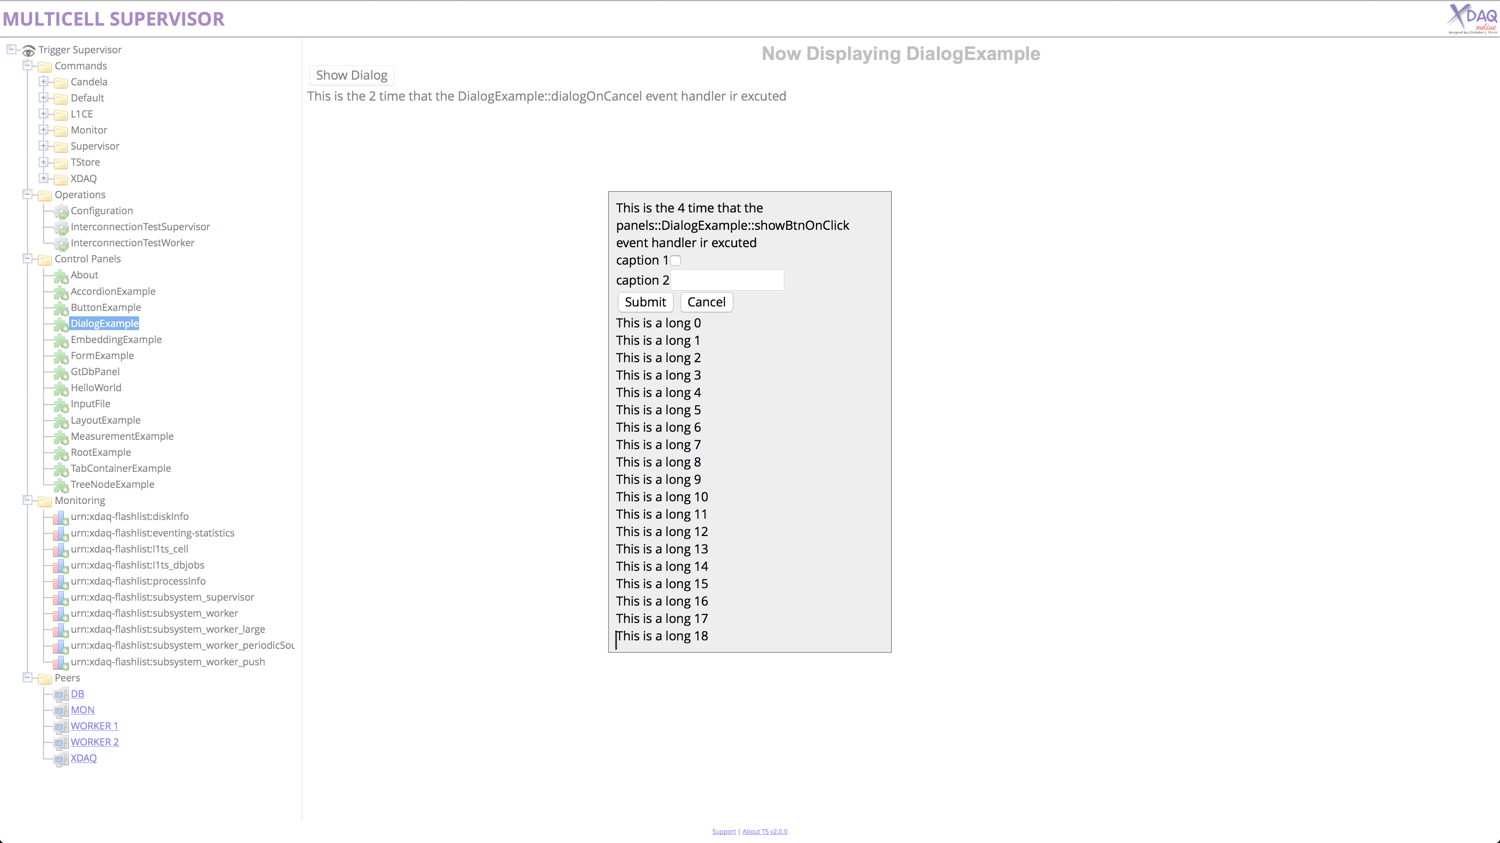 MULTICELL SUPERVISOR
XDAQ
online
Trigger Supervisor
Commands
Candela
Default
L1CE
Monitor
Supervisor
TStore
XDAQ
Operations
Configuration
InterconnectionTestSupervisor
InterconnectionTestWorker
Control Panels
About
AccordionExample
ButtonExample
DialogExample
EmbeddingExample
FormExample
GtDbPanel
HelloWorld
InputFile
LayoutExample
MeasurementExample
RootExample
TabContainerExample
TreeNodeExample
Monitoring
urn:xdaq-flashlist:diskInfo
urn:xdaq-flashlist:eventing-statistics
urn:xdaq-flashlist:l1ts_cell
urn:xdaq-flashlist:l1ts_dbjobs
urn:xdaq-flashlist:processInfo
urn:xdaq-flashlist:subsystem_supervisor
urn:xdaq-flashlist:subsystem_worker
urn:xdaq-flashlist:subsystem_worker_large
urn:xdaq-flashlist:subsystem_worker_periodicSou
urn:xdaq-flashlist:subsystem_worker_push
Peers
DB
MON
WORKER 1
WORKER 2
XDAQ
Now Displaying DialogExample
Show Dialog
This is the 2 time that the DialogExample::dialogOnCancel event handler ir excuted
This is the 4 time that the
panels::DialogExample::showBtnOnClick
event handler ir excuted
caption 1
caption 2
Submit Cancel
This is a long 0
This is a long 1
This is a long 2
This is a long 3
This is a long 4
This is a long 5
This is a long 6
This is a long 7
This is a long 8
This is a long 9
This is a long 10
This is a long 11
This is a long 12
This is a long 13
This is a long 14
This is a long 15
This is a long 16
This is a long 17
This is a long 18
Support | About TS v2.0.0